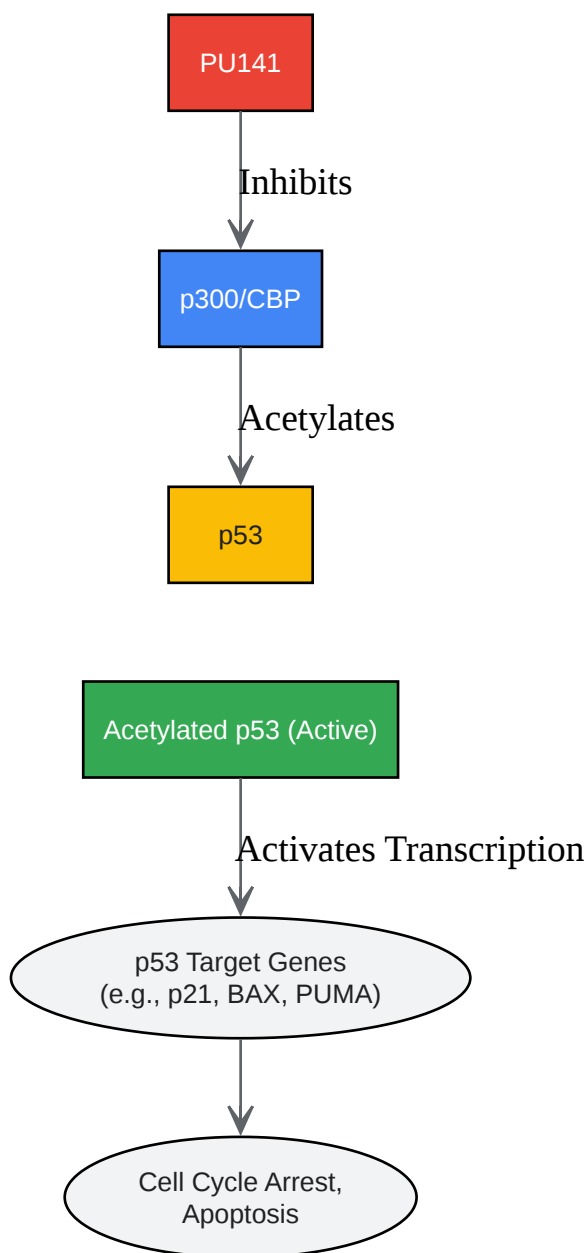 PU141
Inhibits
p300/CBP
Acetylates
p53
Acetylated p53 (Active)
Activates Transcription
p53 Target Genes
(e.g., p21, BAX, PUMA)
Cell Cycle Arrest,
Apoptosis